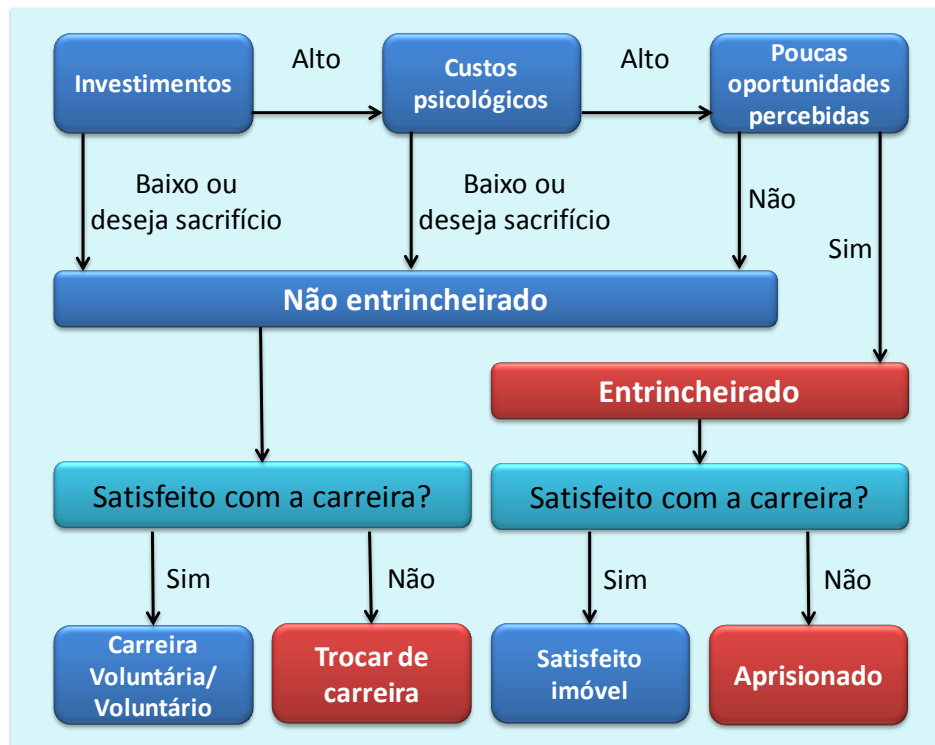 Investimentos
Alto
Custos
psicológicos
Alto
Poucas
oportunidades
percebidas
Baixo ou
deseja sacrifício
Baixo ou
deseja sacrifício
Não
Sim
Não entrincheirado
Entrincheirado
Satisfeito com a carreira?
Satisfeito com a carreira?
Sim
Não
Sim
Não
Carreira
Voluntária/
Voluntário
Trocar de
carreira
Satisfeito
imóvel
Aprisionado